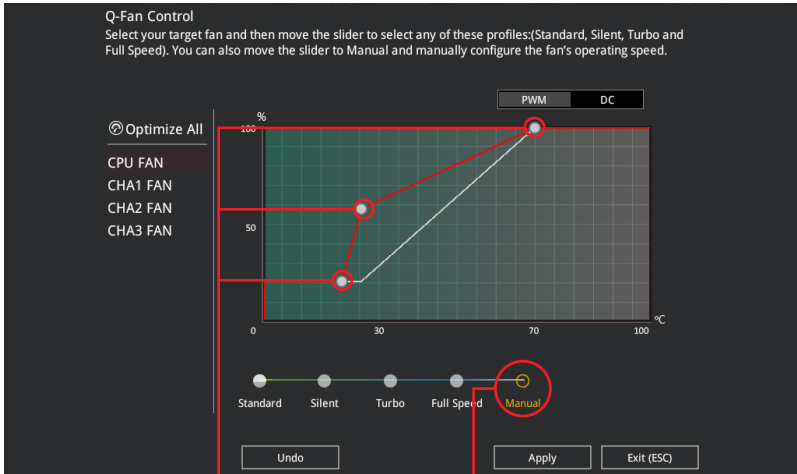 Q-Fan Control
Select your target fan and then move the slider to select any of these profiles:(Standard, Silent, Turbo and
Full Speed). You can also move the slider to Manual and manually configure the fan's operating speed.
PWM DC
%
Optimize All
100
CPU FAN
CHA1 FAN
CHA2 FAN
50
CHA3 FAN
ºC
0 30 70 100
Standard Silent Turbo Full Speed Manual
Undo Apply Exit (ESC)